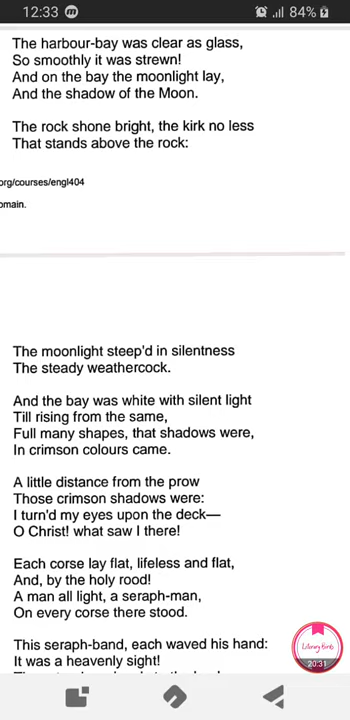 12:33
84%
The harbour-bay was clear as glass,
So smoothly it was strewn!
And on the bay the moonlight lay,
And the shadow of the Moon.
The rock shone bright, the kirk no less
That stands above the rock:
org/courses/engl404
omain.
The moonlight steep'd in silentness
The steady weathercock.
And the bay was white with silent light
Till rising from the same,
Full many shapes, that shadows were,
In crimson colours came.
A little distance from the prow
Those crimson shadows were:
I turn'd my eyes upon the deck—
O Christ! what saw I there!
Each corse lay flat, lifeless and flat,
And, by the holy rood!
A man all light, a seraph-man,
On every corse there stood.
This seraph-band, each waved his hand:
It was a heavenly sight!
20:31